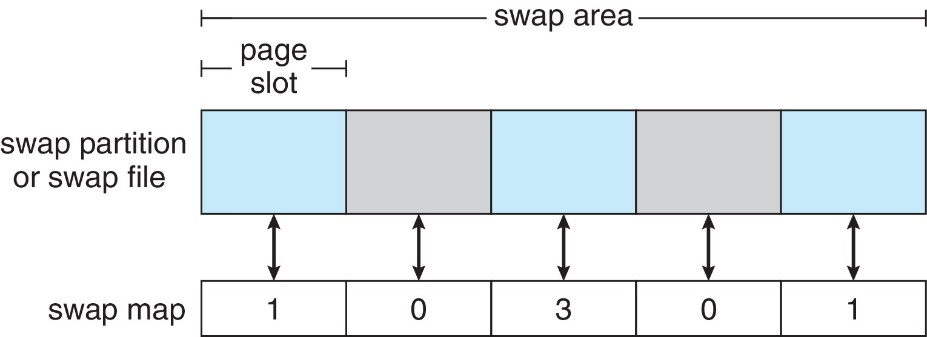 swap area
page
slot
swap partition
or swap file
swap map 1 0 3 0 1